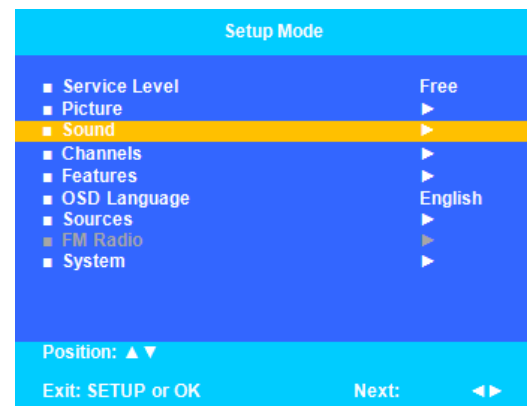 Setup Mode
■ Service Level Free
■ Picture ►
■ Sound ►
■ Channels ►
■ Features ►
■ OSD Language English
■ Sources ►
■ FM Radio ►
■ System ►
Position: ▲▼
Exit: SETUP or OK Next: ◄►